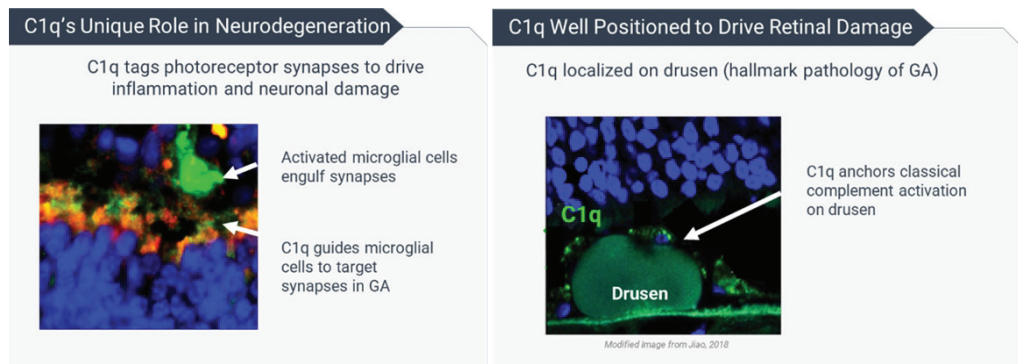 C1q's Unique Role in Neurodegeneration
C1q tags photoreceptor synapses to drive
inflammation and neuronal damage
Activated microglial cells
engulf synapses
C1q guides microglial
cells to target
synapses in GA
C1q Well Positioned to Drive Retinal Damage
C1q localized on drusen (hallmark pathology of GA)
C1q
Drusen
C1q anchors classical
complement activation
on drusen
Modified Image from Jiao, 2018